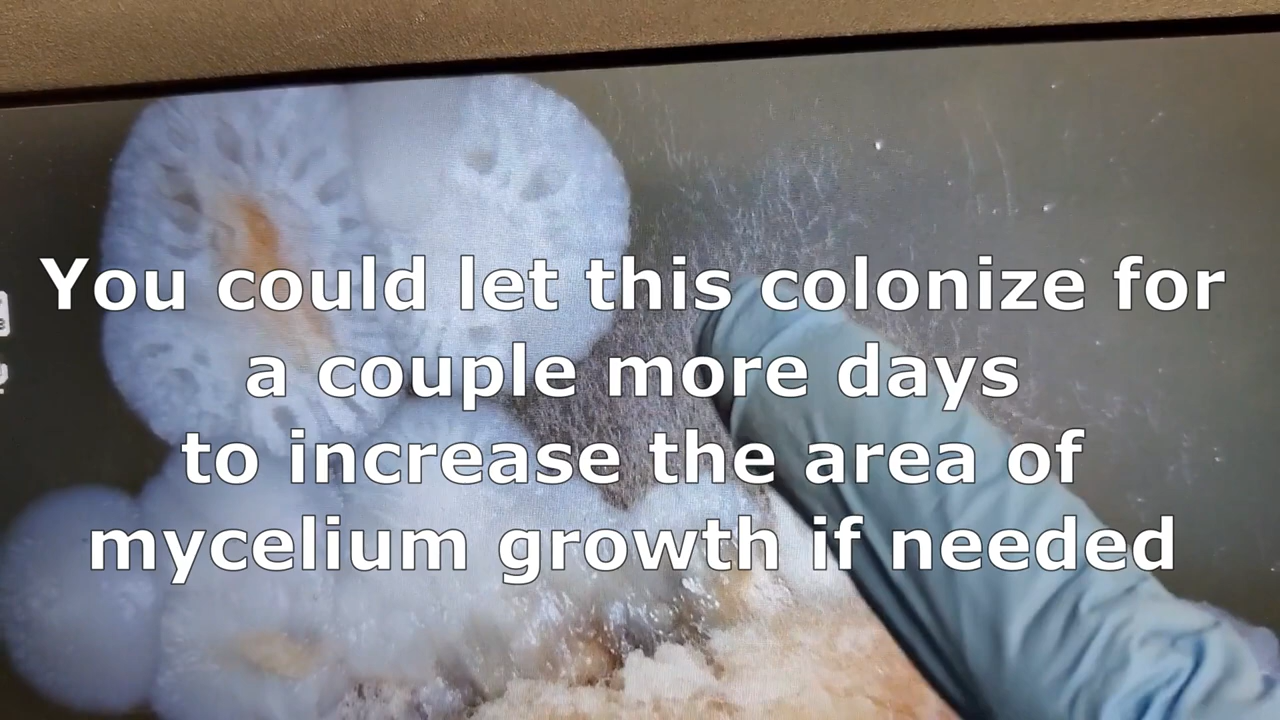 You could let this colonize for
a couple more days
to increase the area of
mycelium growth if needed